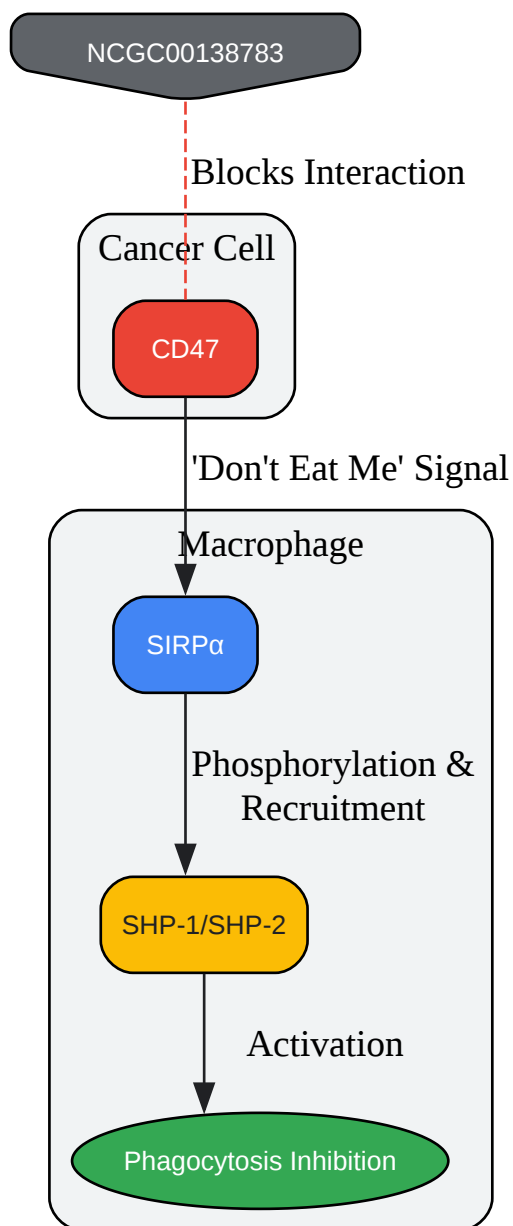 NCGC00138783
Blocks Interaction
Cancer Cell
CD47
'Don't Eat Me' Signal
Macrophage
SIRPα
Phosphorylation &
Recruitment
SHP-1/SHP-2
Activation
Phagocytosis Inhibition